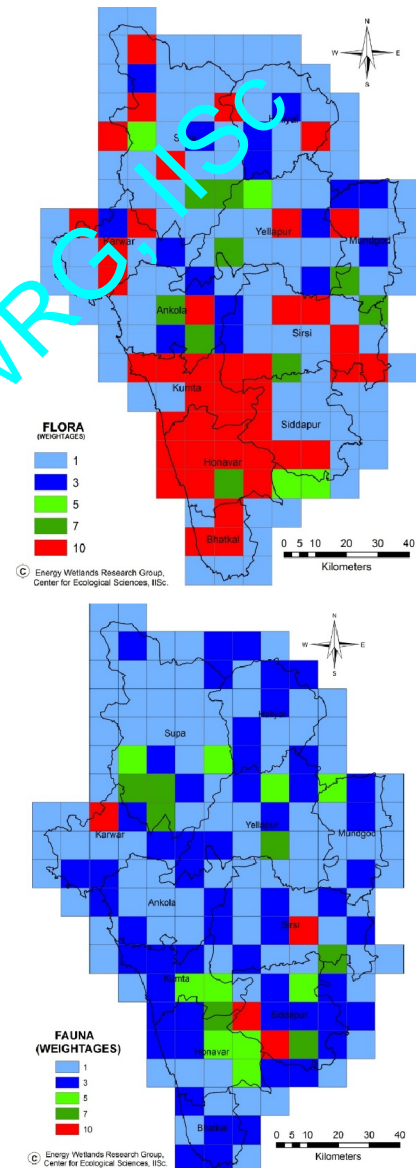 N
W E
S
Supa
Haliyal
Karwar
Yellapur
Mundgod
Ankola
Sirsi
Kumta
FLORA
(WEIGHTAGES)
Siddapur
1
3
Honavar
5
7
10
Bhatkal
0 5 10 20 30 40
Kilometers
© Energy Wetlands Research Group,
Center for Ecological Sciences, IISc.
WRG, IISc
N
W E
S
Haliyal
Supa
Karwar
Yellapur
Mundgod
Ankola
Sirsi
Kumta
Siddapur
FAUNA
(WEIGHTAGES)
Honavar
1
3
5
7
10
Bhatkal
0 5 10 20 30 40
Kilometers
© Energy Wetlands Research Group,
Center for Ecological Sciences, IISc.